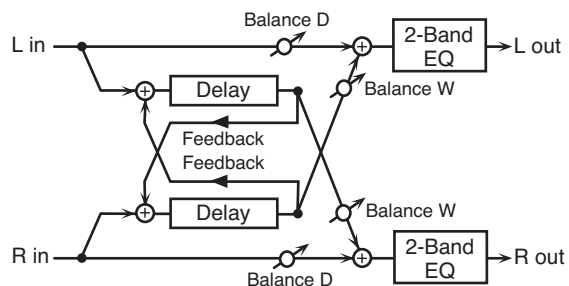 Balance D
L in
2-Band
EQ
L out
Delay
Balance W
Feedback
Feedback
Delay
Balance W
R in
2-Band
EQ
R out
Balance D